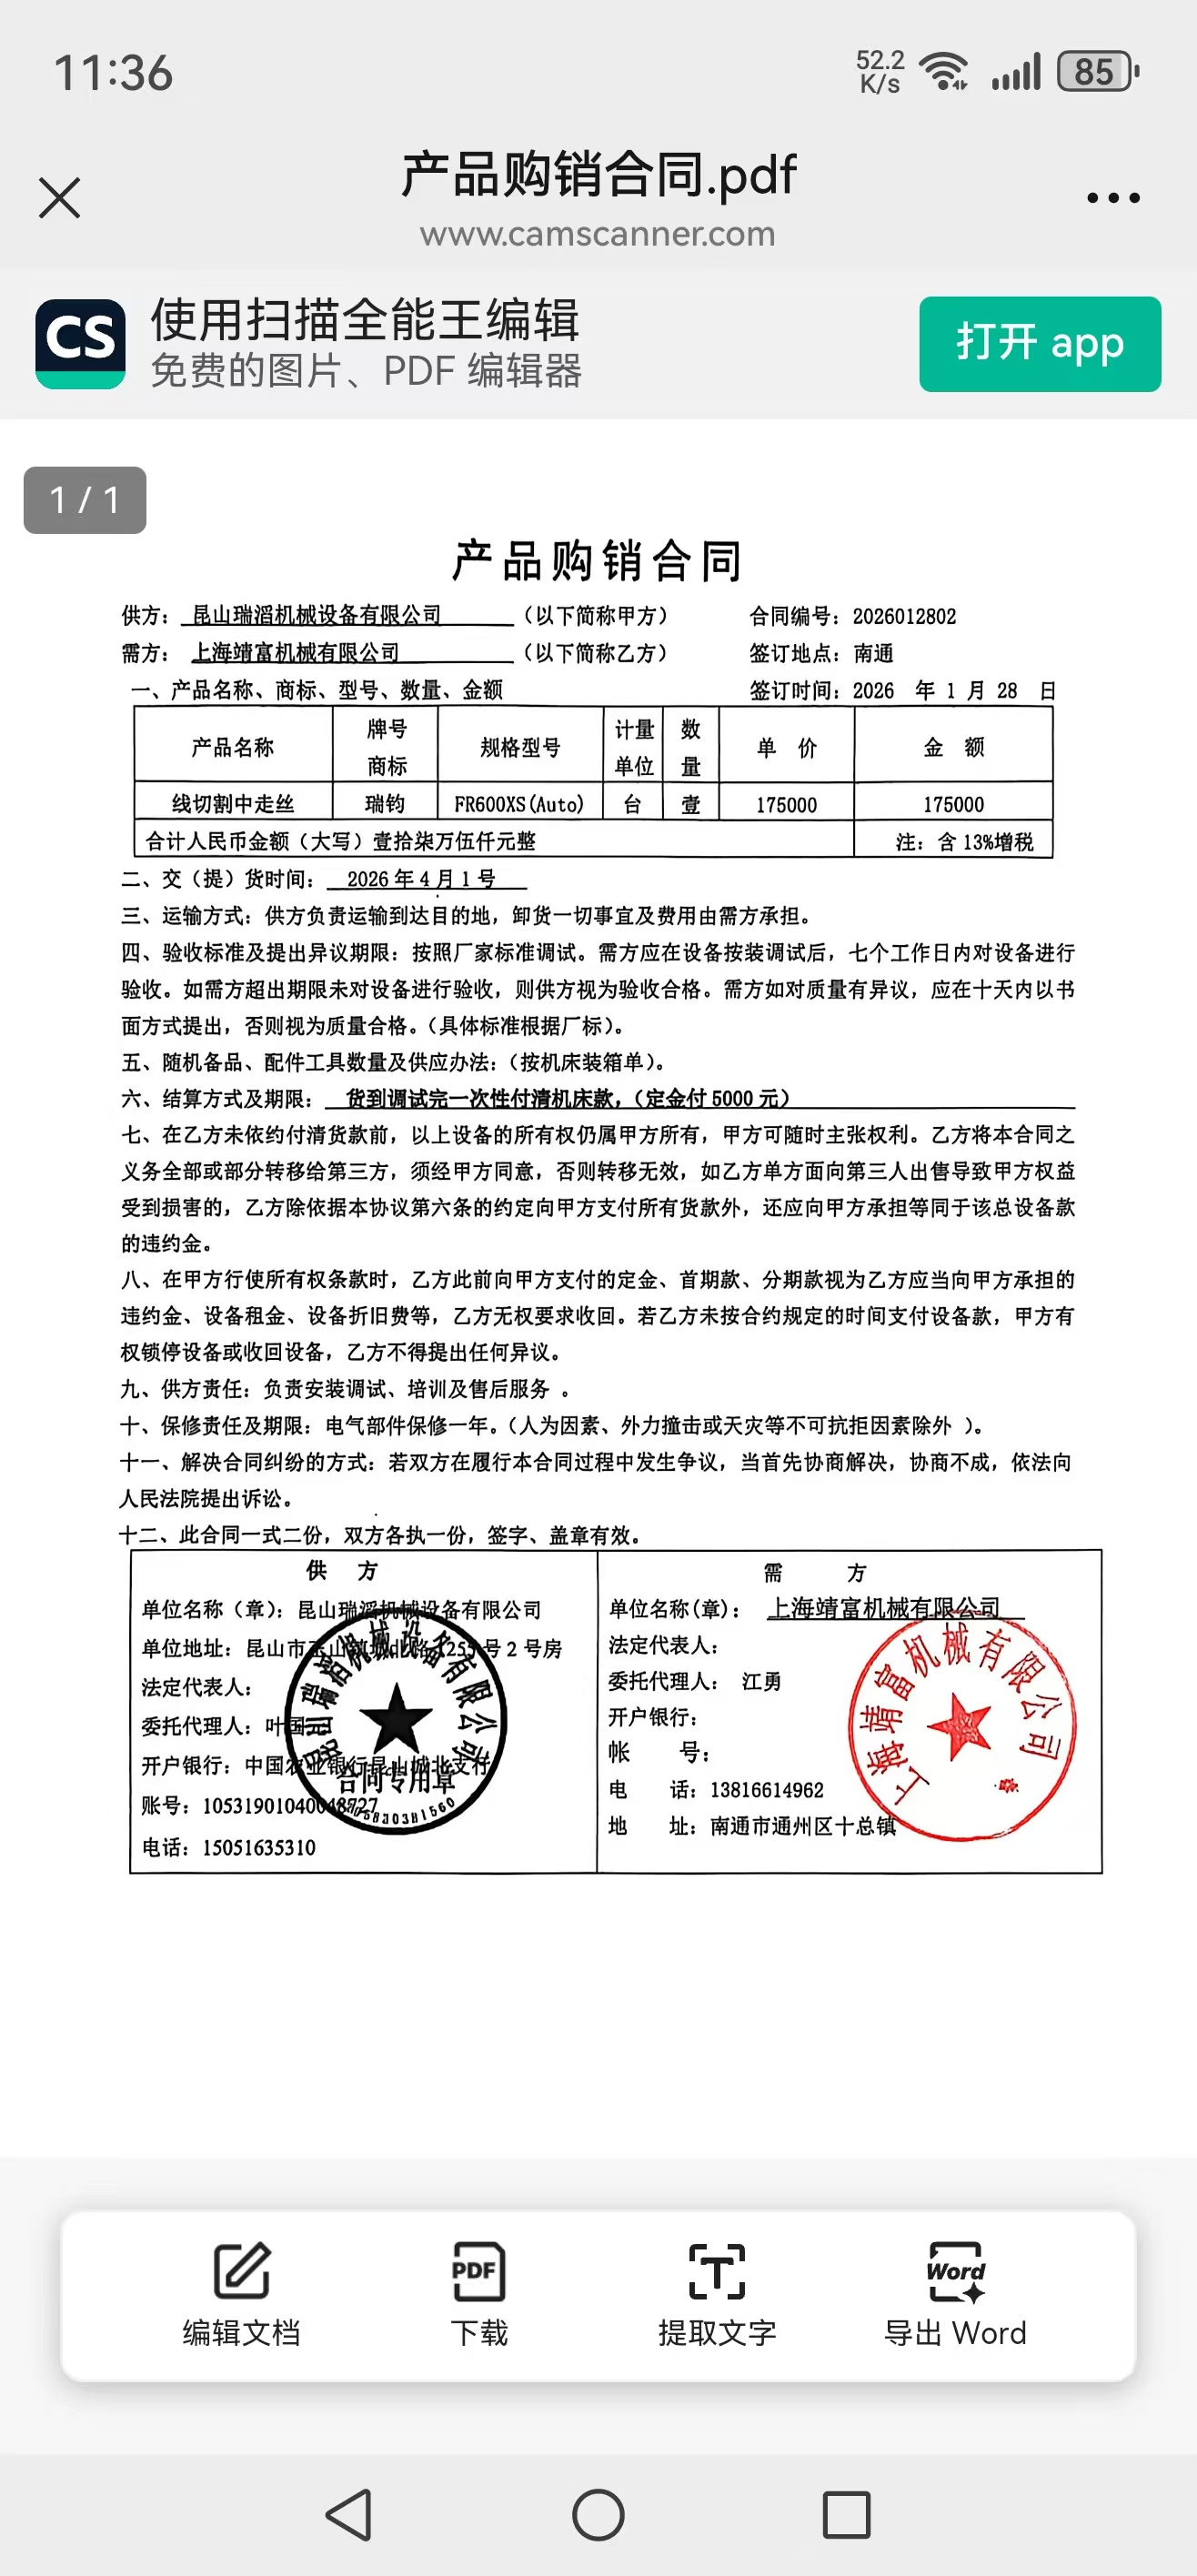 11:36
52.2
K/s
85
产品购销合同.pdf
www.camscanner.com
CS
使用扫描全能王编辑
免费的图片、PDF 编辑器
打开 app
1 / 1
产品购销合同
供方： 昆山瑞滔机械设备有限公司 （以下简称甲方） 合同编号：2026012802
需方： 上海靖富机械有限公司 （以下简称乙方） 签订地点：南通
一、产品名称、商标、型号、数量、金额 签订时间：2026 年 1 月 28 日
产品名称 牌号商标 规格型号 计量单位 数量 单 价 金 额
线切割中走丝 瑞钧 FR600XS(Auto) 台 壹 175000 175000
合计人民币金额（大写）壹拾柒万伍仟元整 注：含 13%增税
二、交（提）货时间： 2026 年 4 月 1 号
三、运输方式：供方负责运输到达目的地，卸货一切事宜及费用由需方承担。
四、验收标准及提出异议期限：按照厂家标准调试。需方应在设备按装调试后，七个工作日内对设备进行
验收。如需方超出期限未对设备进行验收，则供方视为验收合格。需方如对质量有异议，应在十天内以书
面方式提出，否则视为质量合格。（具体标准根据厂标）。
五、随机备品、配件工具数量及供应办法：（按机床装箱单）。
六、结算方式及期限： 货到调试完一次性付清机床款，（定金付 5000 元）
七、在乙方未依约付清货款前，以上设备的所有权仍属甲方所有，甲方可随时主张权利。乙方将本合同之
义务全部或部分转移给第三方，须经甲方同意，否则转移无效，如乙方单方面向第三人出售导致甲方权益
受到损害的，乙方除依据本协议第六条的约定向甲方支付所有货款外，还应向甲方承担等同于该总设备款
的违约金。
八、在甲方行使所有权条款时，乙方此前向甲方支付的定金、首期款、分期款视为乙方应当向甲方承担的
违约金、设备租金、设备折旧费等，乙方无权要求收回。若乙方未按合约规定的时间支付设备款，甲方有
权锁停设备或收回设备，乙方不得提出任何异议。
九、供方责任：负责安装调试、培训及售后服务 。
十、保修责任及期限：电气部件保修一年。（人为因素、外力撞击或天灾等不可抗拒因素除外 ）。
十一、解决合同纠纷的方式：若双方在履行本合同过程中发生争议，当首先协商解决，协商不成，依法向
人民法院提出诉讼。
十二、此合同一式二份，双方各执一份，签字、盖章有效。
供 方
单位名称（章）：昆山瑞滔机械设备有限公司
单位地址：昆山市玉山镇城北路1255号 2 号房
法定代表人：
委托代理人：叶国
开户银行：中国农业银行昆山城北支行
账号：10531901040048727
电话：15051635310
昆山瑞滔机械设备有限公司
合同专用章
需 方
单位名称（章）： 上海靖富机械有限公司
法定代表人：
委托代理人： 江勇
开户银行：
帐 号：
电 话：13816614962
地 址：南通市通州区十总镇
上海靖富机械有限公司
编辑文档
PDF
下载
T
提取文字
Word
导出 Word